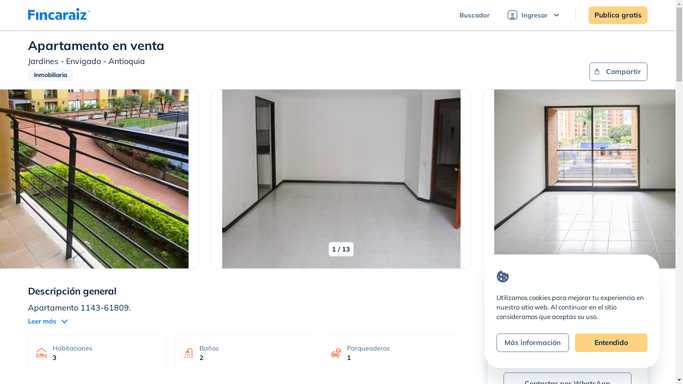 Fincaraiz
Buscador
Ingresar
Publica gratis
Apartamento en venta
Jardines - Envigado - Antioquia
Inmobiliaria
Compartir
1 / 13
Descripción general
Apartamento 1143-61809.
Leer más
Habitaciones
3
Baños
2
Parqueaderos
1
Utilizamos cookies para mejorar tu experiencia en
nuestro sitio web. Al continuar en el sitio
consideramos que aceptas su uso.
Más información
Entendido
Contactar por WhatsApp